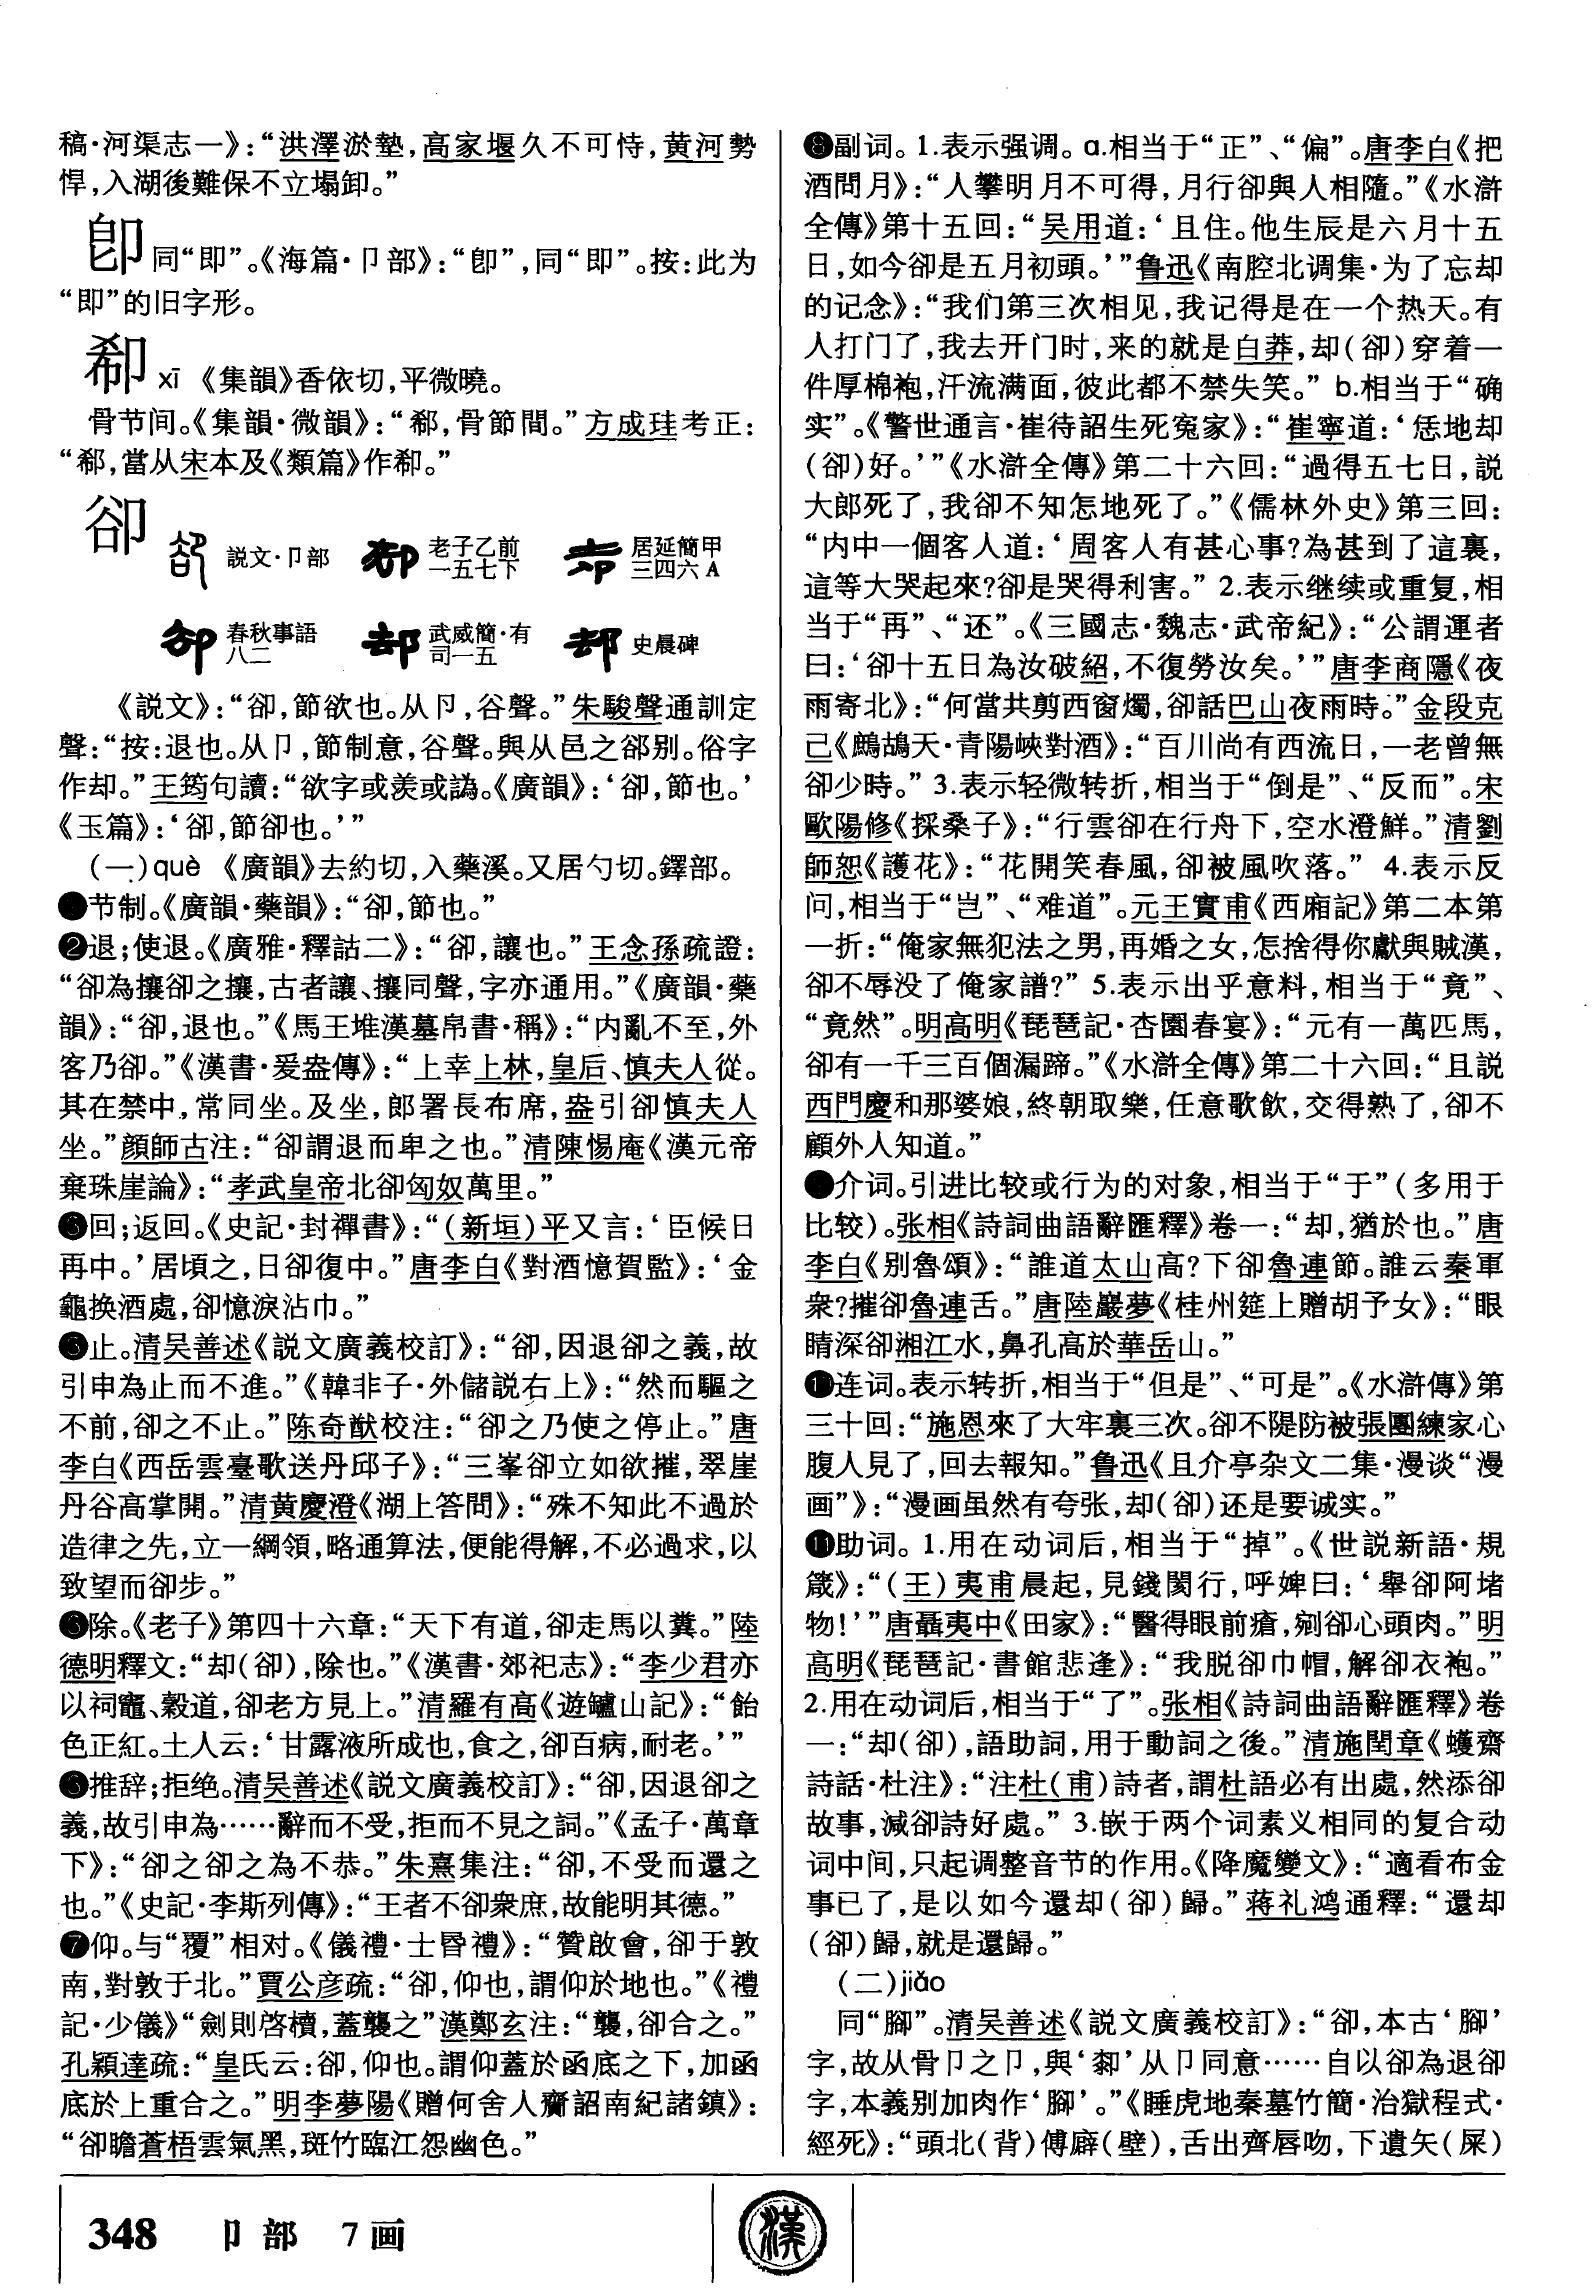 稿·河渠志一》:“洪澤淤墊,高家堰久不可恃,黄河勢
悍,入湖後難保不立塌卸。”
卽 同“即”。《海篇·卩部》:“卽”,同“即”。按:此为
“即”的旧字形。
郗 xī 《集韻》香依切,平微曉。
骨节间。《集韻·微韻》:“郗,骨節間。”方成珪考正:
“郗,當从宋本及《類篇》作郗。”
卻
説文·卩部 老子乙前一五七下 居延簡甲三四六A
春秋事語八二 武威簡·有司一五 史晨碑
《説文》:“卻,節欲也。从卪,谷聲。”朱駿聲通訓定
聲:“按:退也。从卩,節制意,谷聲。與从邑之郤别。俗字
作却。”王筠句讀:“欲字或羨或譌。《廣韻》:‘卻,節也。’
《玉篇》:‘卻,節卻也。’”
(一)què 《廣韻》去約切,入藥溪。又居勺切。鐸部。
❶节制。《廣韻·藥韻》:“卻,節也。”
❷退;使退。《廣雅·釋詁二》:“卻,讓也。”王念孫疏證:
“卻為攘卻之攘,古者讓、攘同聲,字亦通用。”《廣韻·藥
韻》:“卻,退也。”《馬王堆漢墓帛書·稱》:“内亂不至,外
客乃卻。”《漢書·爰盎傳》:“上幸上林,皇后、慎夫人從。
其在禁中,常同坐。及坐,郎署長布席,盎引卻慎夫人
坐。”顔師古注:“卻謂退而卑之也。”清陳惕庵《漢元帝
棄珠崖論》:“孝武皇帝北卻匈奴萬里。”
❸回;返回。《史記·封禪書》:“(新垣)平又言:‘臣候日
再中。’居頃之,日卻復中。”唐李白《對酒憶賀監》:‘金
龜换酒處,卻憶淚沾巾。”
❹止。清吴善述《説文廣義校訂》:“卻,因退卻之義,故
引申為止而不進。”《韓非子·外儲説右上》:“然而驅之
不前,卻之不止。”陈奇猷校注:“卻之乃使之停止。”唐
李白《西岳雲臺歌送丹邱子》:“三峯卻立如欲摧,翠崖
丹谷高掌開。”清黄慶澄《湖上答問》:“殊不知此不過於
造律之先,立一綱領,略通算法,便能得解,不必過求,以
致望而卻步。”
❺除。《老子》第四十六章:“天下有道,卻走馬以糞。”陸
德明釋文:“却(卻),除也。”《漢書·郊祀志》:“李少君亦
以祠竈、穀道,卻老方見上。”清羅有高《遊鑪山記》:“飴
色正紅。土人云:‘甘露液所成也,食之,卻百病,耐老。’”
❻推辞;拒绝。清吴善述《説文廣義校訂》:“卻,因退卻之
義,故引申為……辭而不受,拒而不見之詞。”《孟子·萬章
下》:“卻之卻之為不恭。”朱熹集注:“卻,不受而還之
也。”《史記·李斯列傳》:“王者不卻衆庶,故能明其德。”
❼仰。与“覆”相对。《儀禮·士昏禮》:“贊啟會,卻于敦
南,對敦于北。”賈公彦疏:“卻,仰也,謂仰於地也。”《禮
記·少儀》“劍則啓櫝,蓋襲之”漢鄭玄注:“襲,卻合之。”
孔穎達疏:“皇氏云:卻,仰也。謂仰蓋於函底之下,加函
底於上重合之。”明李夢陽《贈何舍人齎詔南紀諸鎮》:
“卻瞻蒼梧雲氣黑,斑竹臨江怨幽色。”
❽副词。1.表示强调。a.相当于“正”、“偏”。唐李白《把
酒問月》:“人攀明月不可得,月行卻與人相隨。”《水滸
全傳》第十五回:“吴用道:‘且住。他生辰是六月十五
日,如今卻是五月初頭。’”鲁迅《南腔北调集·为了忘却
的记念》:“我们第三次相见,我记得是在一个热天。有
人打门了,我去开门时,来的就是白莽,却(卻)穿着一
件厚棉袍,汗流满面,彼此都不禁失笑。” b.相当于“确
实”。《警世通言·崔待詔生死冤家》:“崔寧道:‘恁地却
(卻)好。’”《水滸全傳》第二十六回:“過得五七日,説
大郎死了,我卻不知怎地死了。”《儒林外史》第三回:
“内中一個客人道:‘周客人有甚心事?為甚到了這裏,
這等大哭起來?卻是哭得利害。” 2.表示继续或重复,相
当于“再”、“还”。《三國志·魏志·武帝紀》:“公謂運者
曰:‘卻十五日為汝破紹,不復勞汝矣。’”唐李商隱《夜
雨寄北》:“何當共剪西窗燭,卻話巴山夜雨時。”金段克
己《鷓鴣天·青陽峽對酒》:“百川尚有西流日,一老曾無
卻少時。” 3.表示轻微转折,相当于“倒是”、“反而”。宋
歐陽修《採桑子》:“行雲卻在行舟下,空水澄鮮。”清劉
師恕《護花》:“花開笑春風,卻被風吹落。” 4.表示反
问,相当于“岂”、“难道”。元王實甫《西廂記》第二本第
一折:“俺家無犯法之男,再婚之女,怎捨得你獻與賊漢,
卻不辱没了俺家譜?” 5.表示出乎意料,相当于“竟”、
“竟然”。明高明《琵琶記·杏園春宴》:“元有一萬匹馬,
卻有一千三百個漏蹄。”《水滸全傳》第二十六回:“且説
西門慶和那婆娘,終朝取樂,任意歌飲,交得熟了,卻不
顧外人知道。”
❾介词。引进比较或行为的对象,相当于“于”(多用于
比较)。张相《詩詞曲語辭匯釋》卷一:“却,猶於也。”唐
李白《别魯頌》:“誰道太山高?下卻魯連節。誰云秦軍
衆?摧卻魯連舌。”唐陸巖夢《桂州筵上贈胡予女》:“眼
睛深卻湘江水,鼻孔高於華岳山。”
❿连词。表示转折,相当于“但是”、“可是”。《水滸傳》第
三十回:“施恩來了大牢裏三次。卻不隄防被張團練家心
腹人見了,回去報知。”鲁迅《且介亭杂文二集·漫谈“漫
画”》:“漫画虽然有夸张,却(卻)还是要诚实。”
⓫助词。1.用在动词后,相当于“掉”。《世説新語·規
箴》:“(王)夷甫晨起,見錢閡行,呼婢曰:‘舉卻阿堵
物!’”唐聶夷中《田家》:“醫得眼前瘡,剜卻心頭肉。”明
高明《琵琶記·書館悲逢》:“我脱卻巾帽,解卻衣袍。”
2.用在动词后,相当于“了”。张相《詩詞曲語辭匯釋》卷
一:“却(卻),語助詞,用于動詞之後。”清施閏章《蠖齋
詩話·杜注》:“注杜(甫)詩者,謂杜語必有出處,然添卻
故事,減卻詩好處。” 3.嵌于两个词素义相同的复合动
词中间,只起调整音节的作用。《降魔變文》:“適看布金
事已了,是以如今還却(卻)歸。”蒋礼鸿通釋:“還却
(卻)歸,就是還歸。”
(二)jiǎo
同“腳”。清吴善述《説文廣義校訂》:“卻,本古‘腳’
字,故从骨卩之卩,與‘厀’从卩同意……自以卻為退卻
字,本義别加肉作‘腳’。”《睡虎地秦墓竹簡·治獄程式·
經死》:“頭北(背)傅廦(壁),舌出齊唇吻,下遺矢(屎)
348 卩部 7画
漢